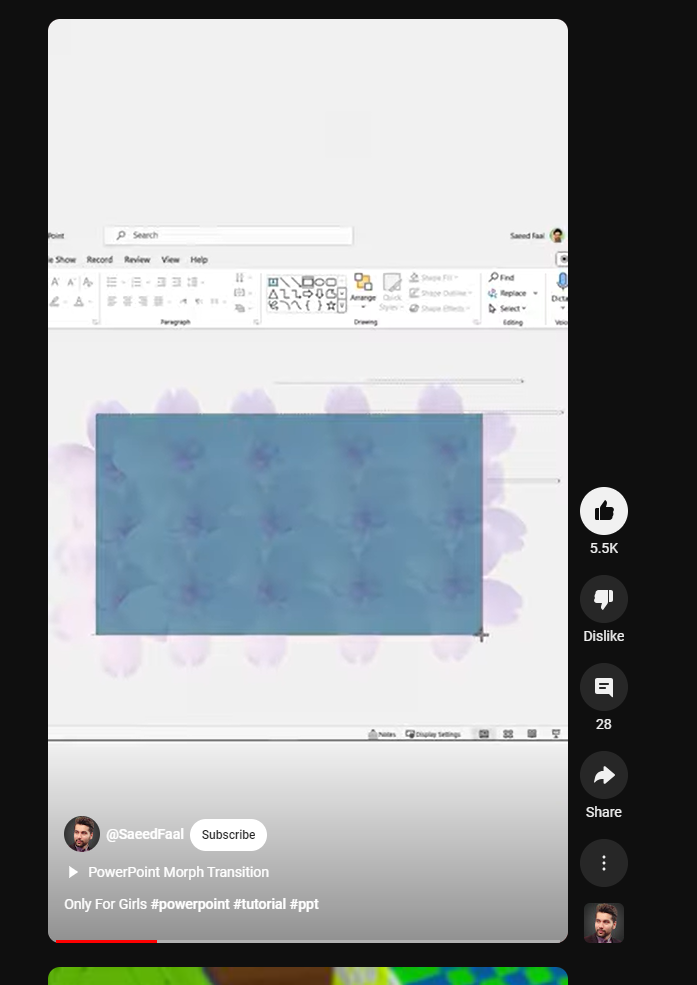 Point
Search
Saeed Faal
e Show Record Review View Help
Arrange
Quick
Styles
Shape Fill
Shape Outline
Shape Effects
Find
Replace
Select
Dicta
Paragraph
Drawing
Editing
Voic
Notes Display Settings
5.5K
Dislike
28
Share
@SaeedFaal Subscribe
PowerPoint Morph Transition
Only For Girls #powerpoint #tutorial #ppt